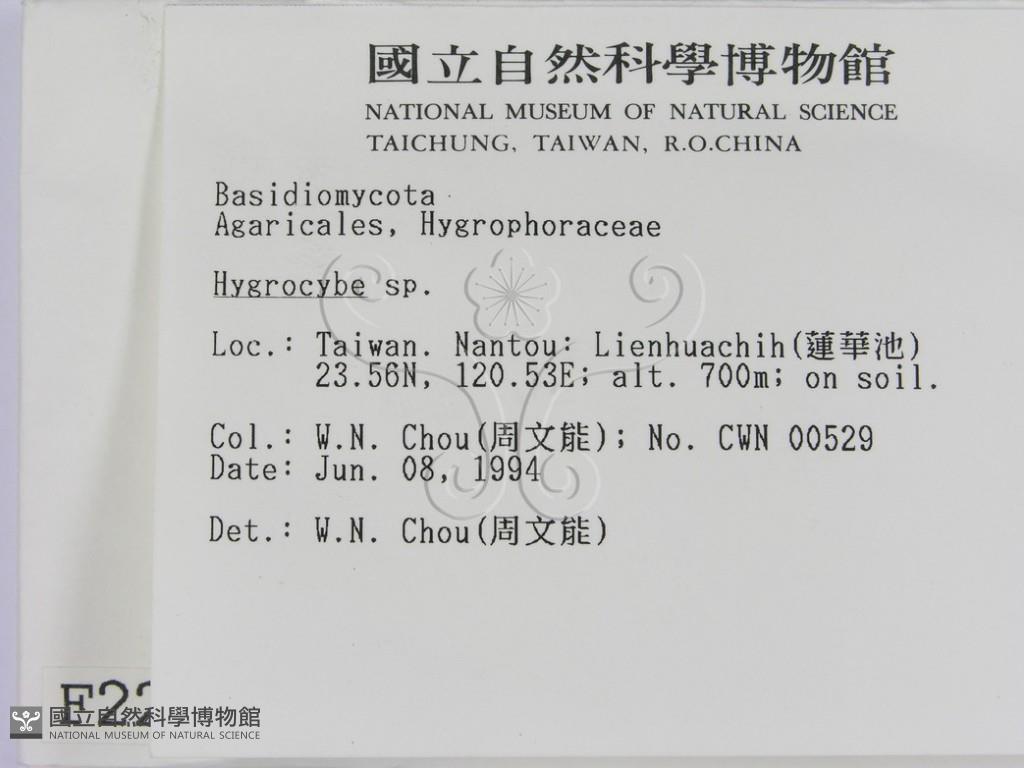 國立自然科學博物館
NATIONAL MUSEUM OF NATURAL SCIENCE
TAICHUNG, TAIWAN, R.O.CHINA
Basidiomycota
Agaricales, Hygrophoraceae
Hygrocybe sp.
Loc.: Taiwan. Nantou: Lienhuachih(蓮華池)
23.56N, 120.53E; alt. 700m; on soil.
Col.: W.N. Chou(周文能); No. CWN 00529
Date: Jun. 08, 1994
Det.: W.N. Chou(周文能)
國立自然科學博物館
NATIONAL MUSEUM OF NATURAL SCIENCE